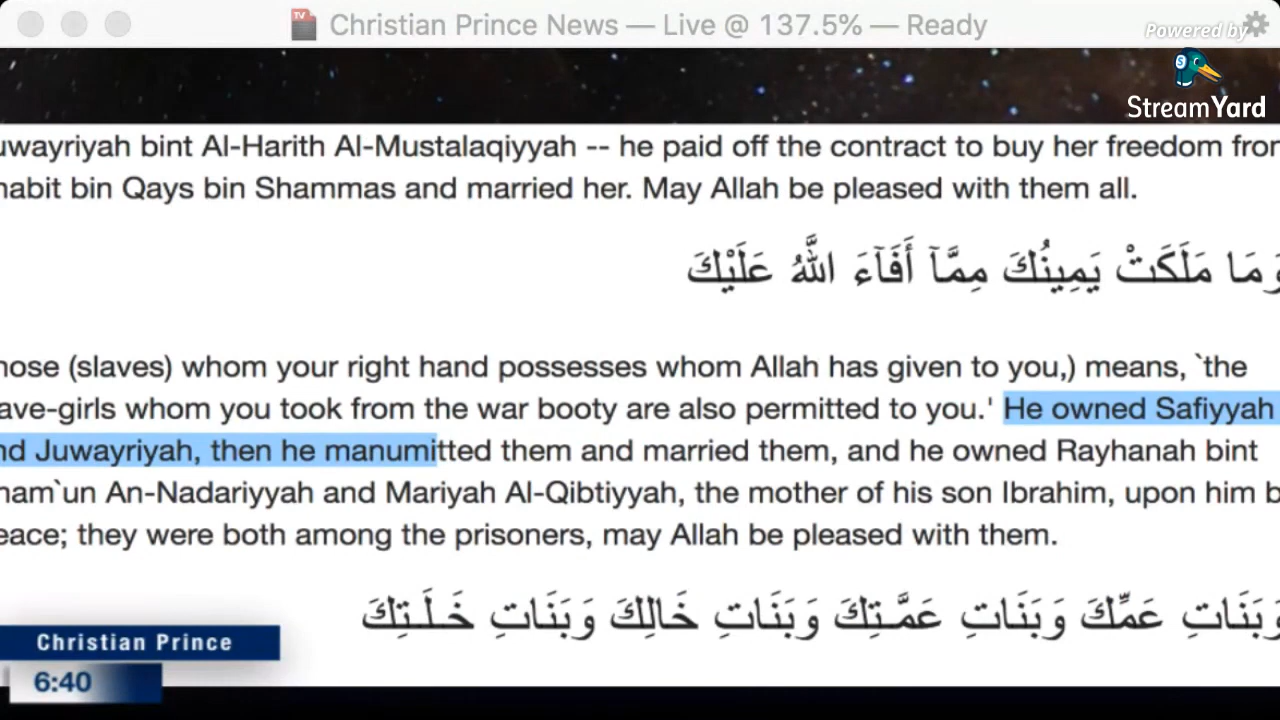 TV
Christian Prince News — Live @ 137.5% — Ready
Powered by
StreamYard
uwayriyah bint Al-Harith Al-Mustalaqiyyah -- he paid off the contract to buy her freedom from
habit bin Qays bin Shammas and married her. May Allah be pleased with them all.
وَمَا مَلَكَتْ يَمِينُكَ مِمَّآ أَفَآءَ اللَّهُ عَلَيْكَ
hose (slaves) whom your right hand possesses whom Allah has given to you,) means, `the
ave-girls whom you took from the war booty are also permitted to you.' He owned Safiyyah
nd Juwayriyah, then he manumitted them and married them, and he owned Rayhanah bint
ham`un An-Nadariyyah and Mariyah Al-Qibtiyyah, the mother of his son Ibrahim, upon him b
eace; they were both among the prisoners, may Allah be pleased with them.
وَبَنَاتِ عَمِّكَ وَبَنَاتِ عَمَّـتِكَ وَبَنَاتِ خَالِكَ وَبَنَاتِ خَـلَـتِكَ
Christian Prince
6:40